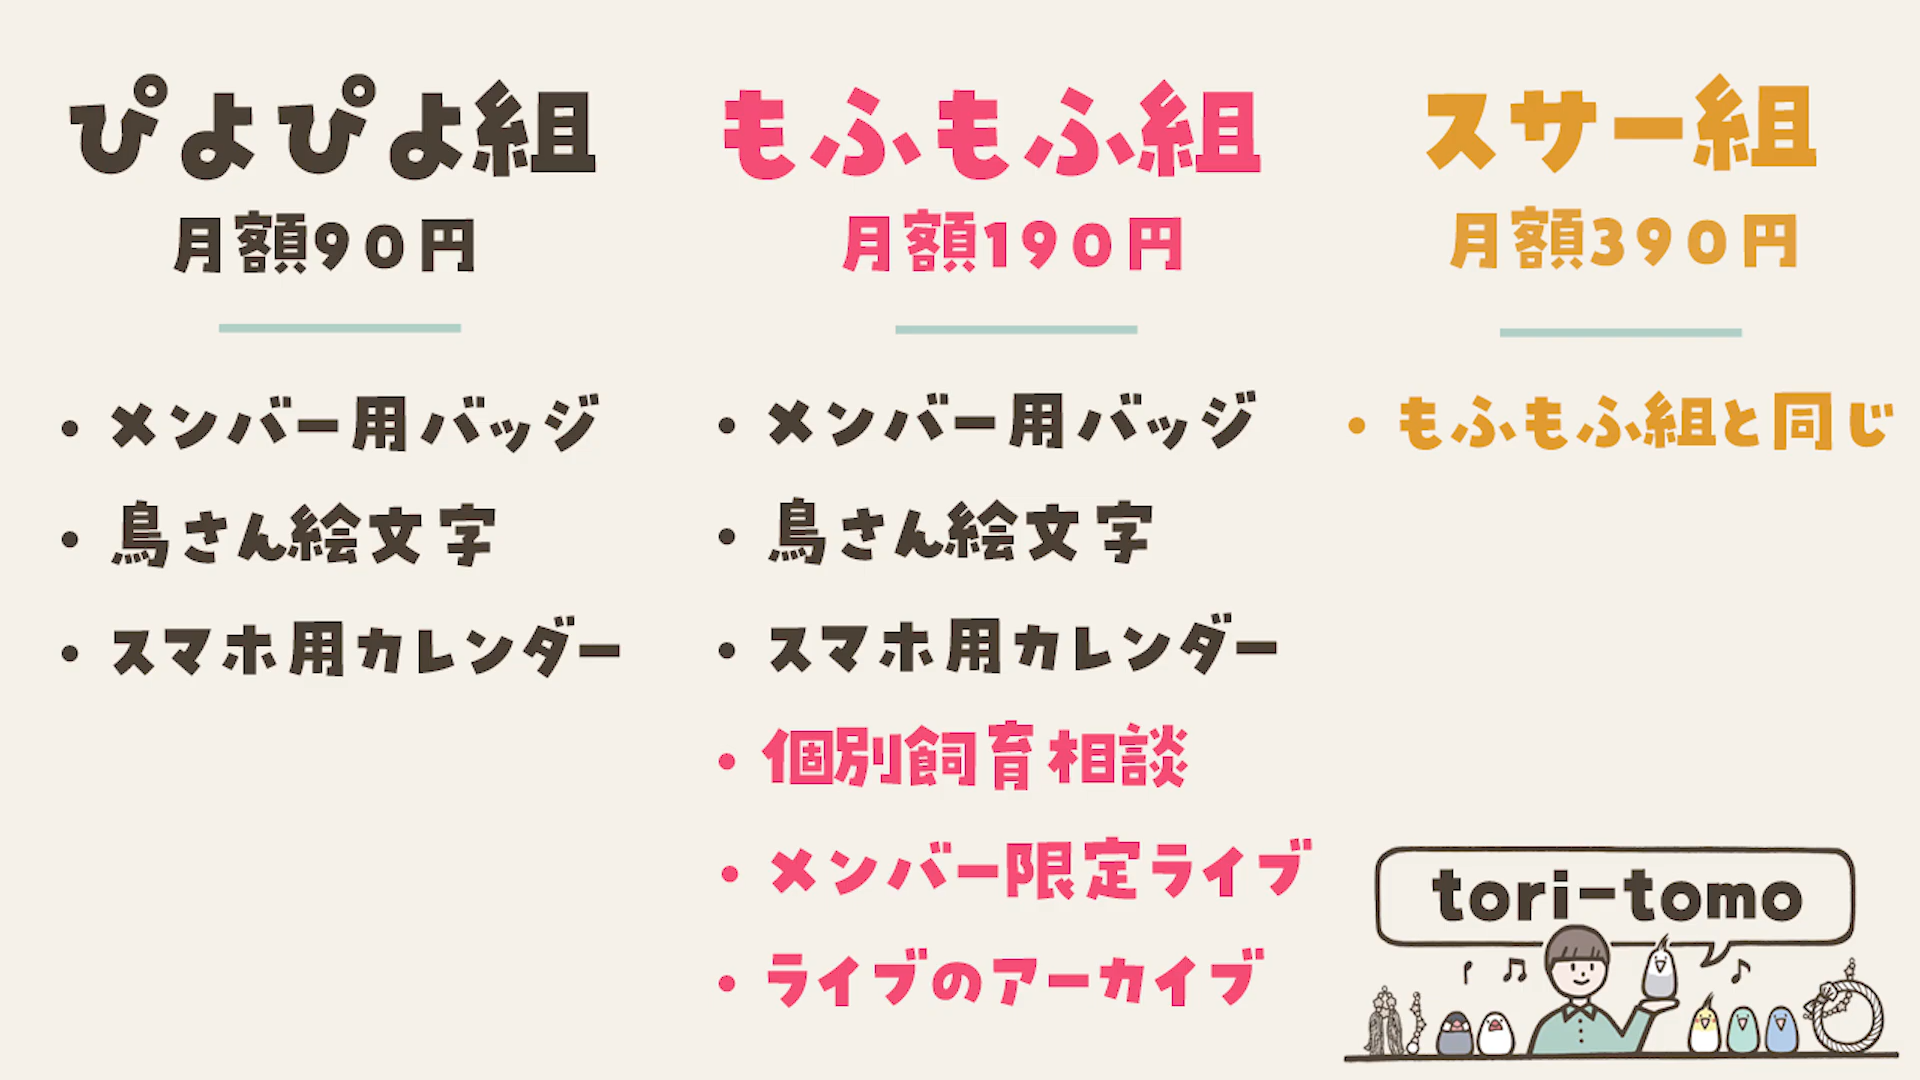 ぴよぴよ組
月額90円
・メンバー用バッジ
・鳥さん絵文字
・スマホ用カレンダー
もふもふ組
月額190円
・メンバー用バッジ
・鳥さん絵文字
・スマホ用カレンダー
・個別飼育相談
・メンバー限定ライブ
・ライブのアーカイブ
スサー組
月額390円
・もふもふ組と同じ
tori-tomo